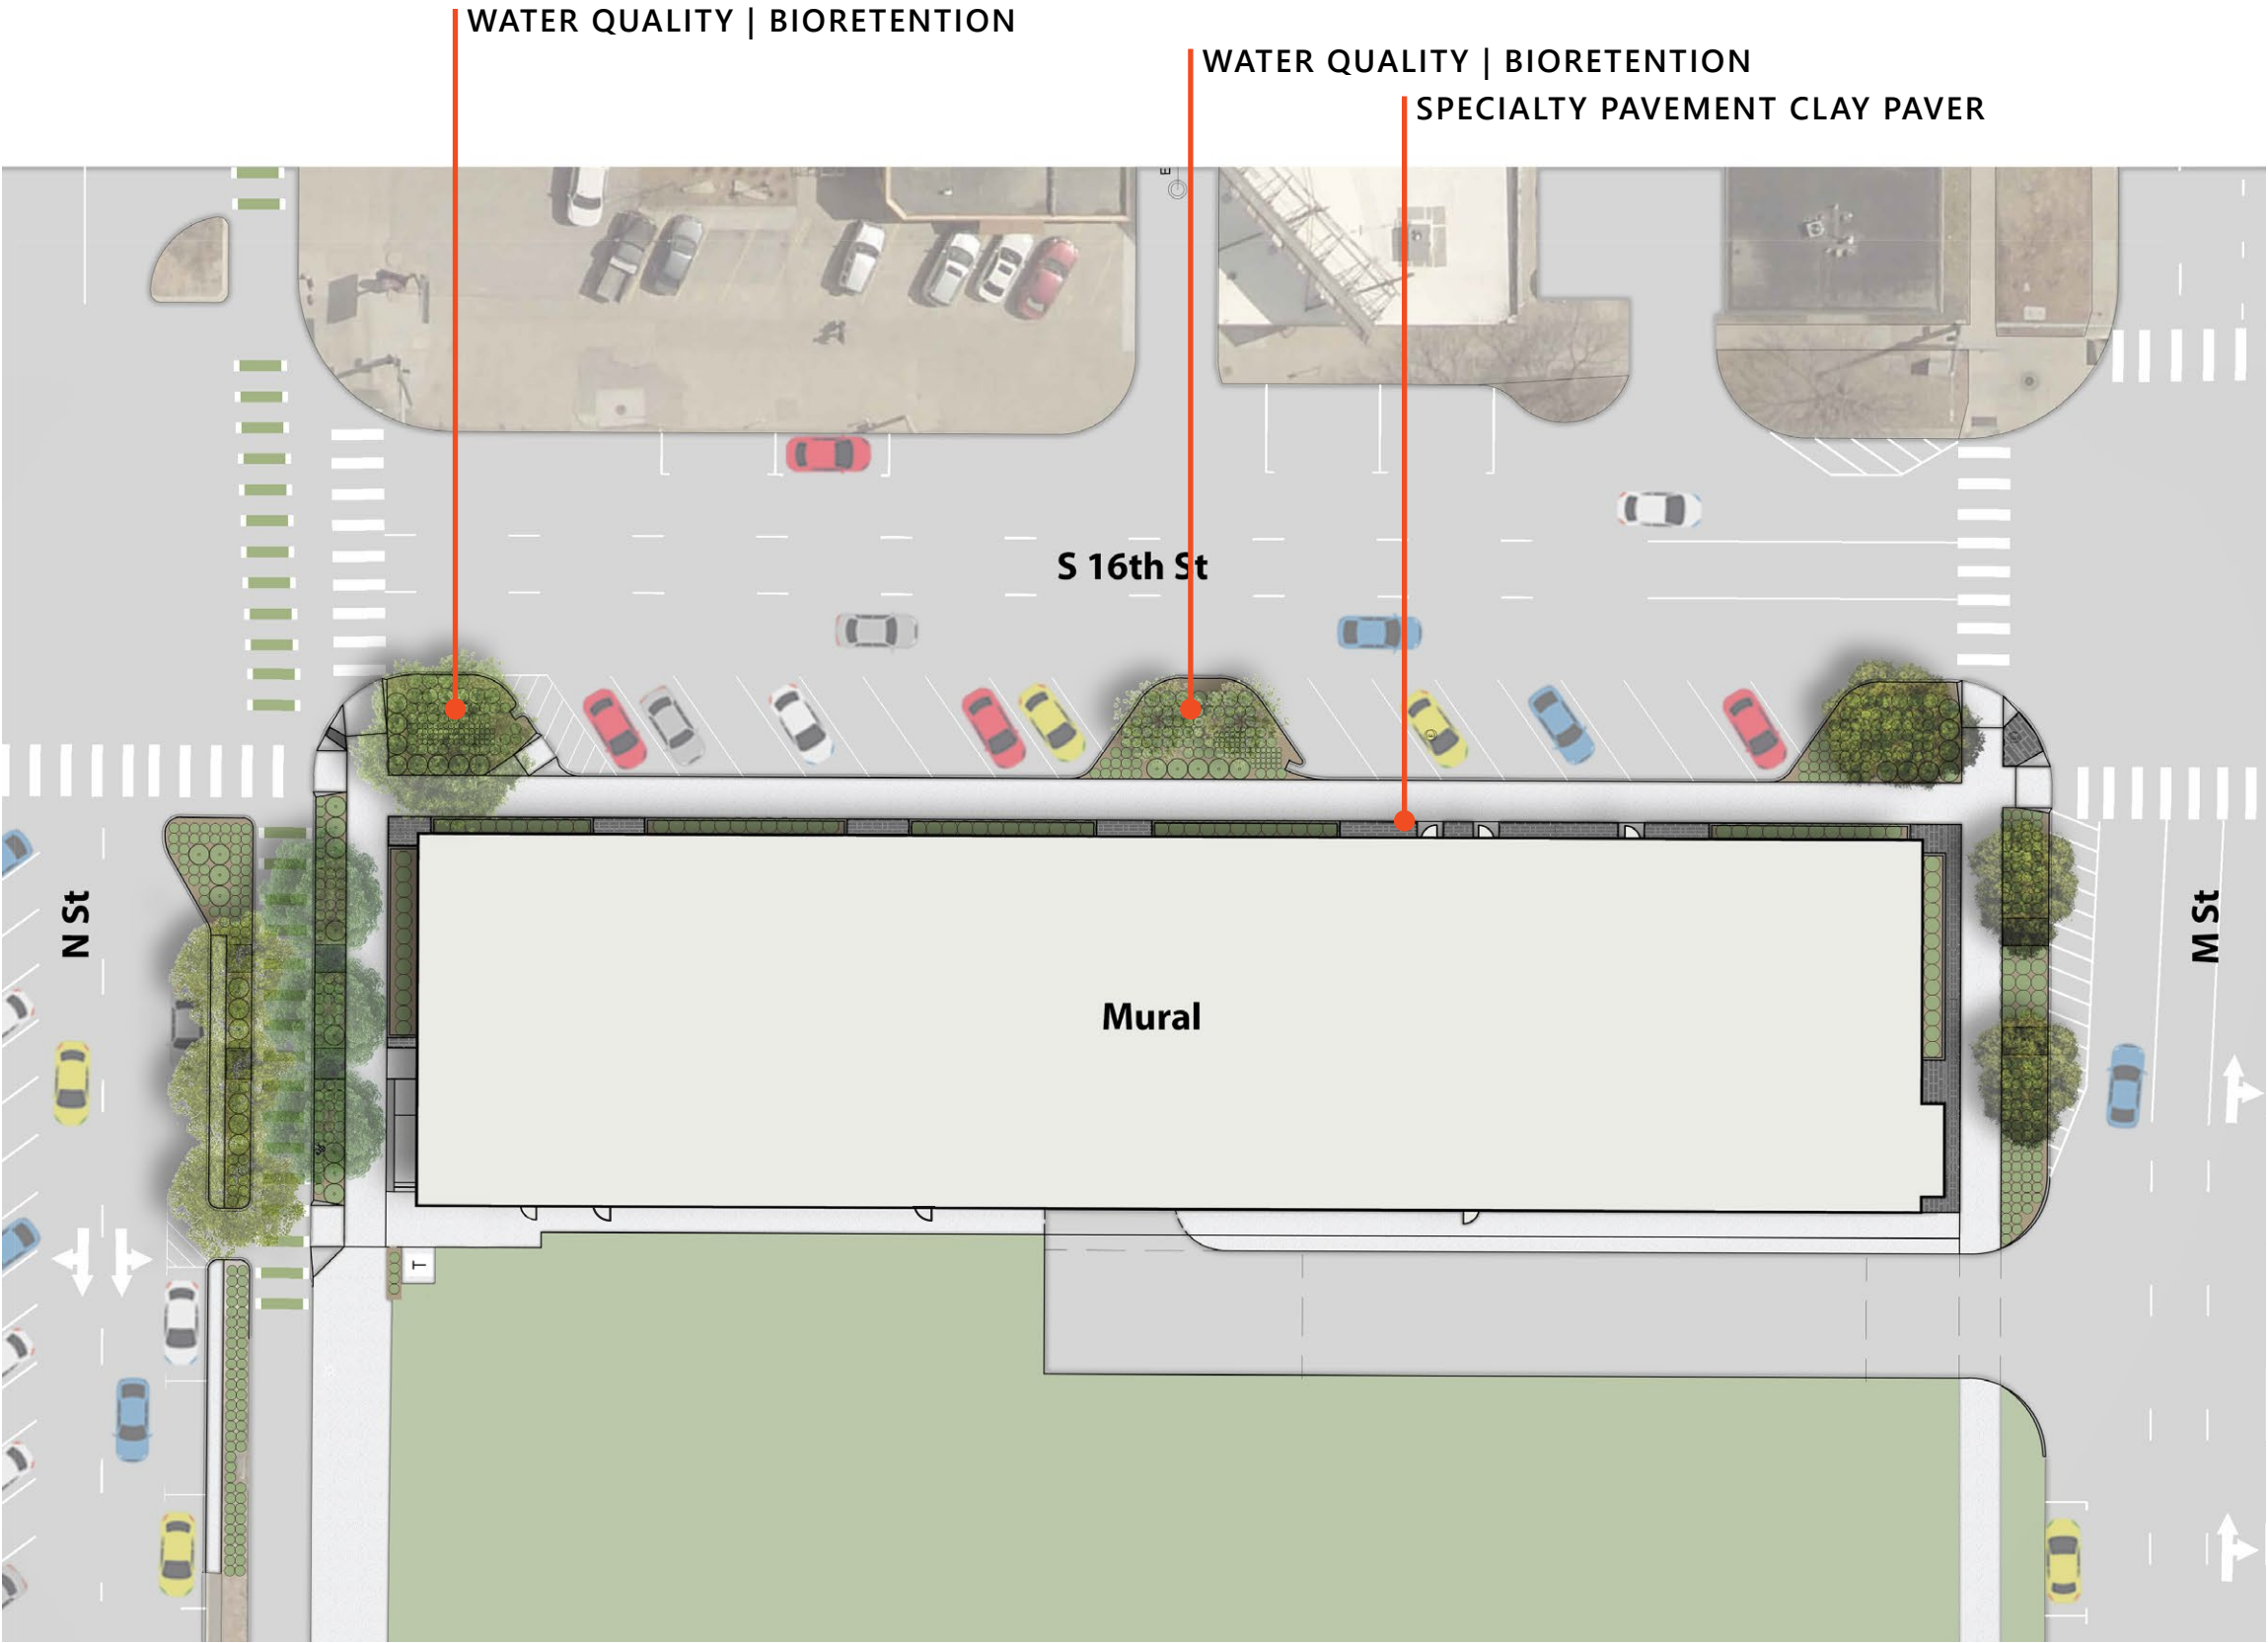 WATER QUALITY | BIORETENTION
WATER QUALITY | BIORETENTION
SPECIALTY PAVEMENT CLAY PAVER
E
S 16th St
N St
M St
Mural
T